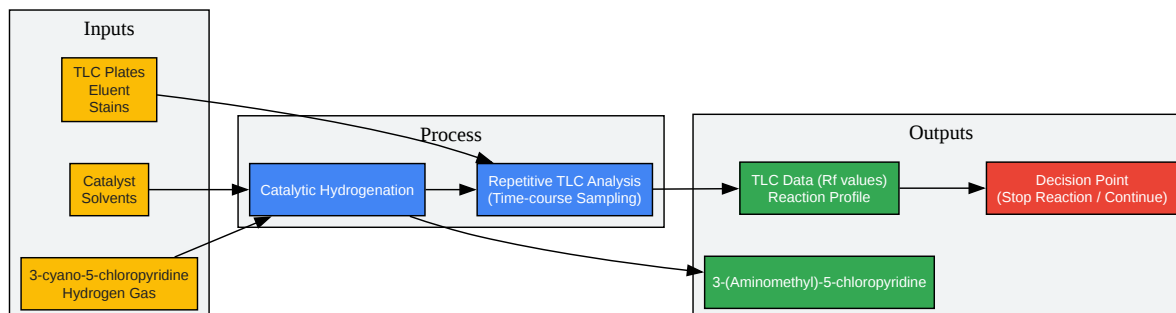 Inputs
TLC Plates
Eluent
Stains
Catalyst
Solvents
3-cyano-5-chloropyridine
Hydrogen Gas
Process
Catalytic Hydrogenation
Repetitive TLC Analysis
(Time-course Sampling)
Outputs
TLC Data (Rf values)
Reaction Profile
Decision Point
(Stop Reaction / Continue)
3-(Aminomethyl)-5-chloropyridine